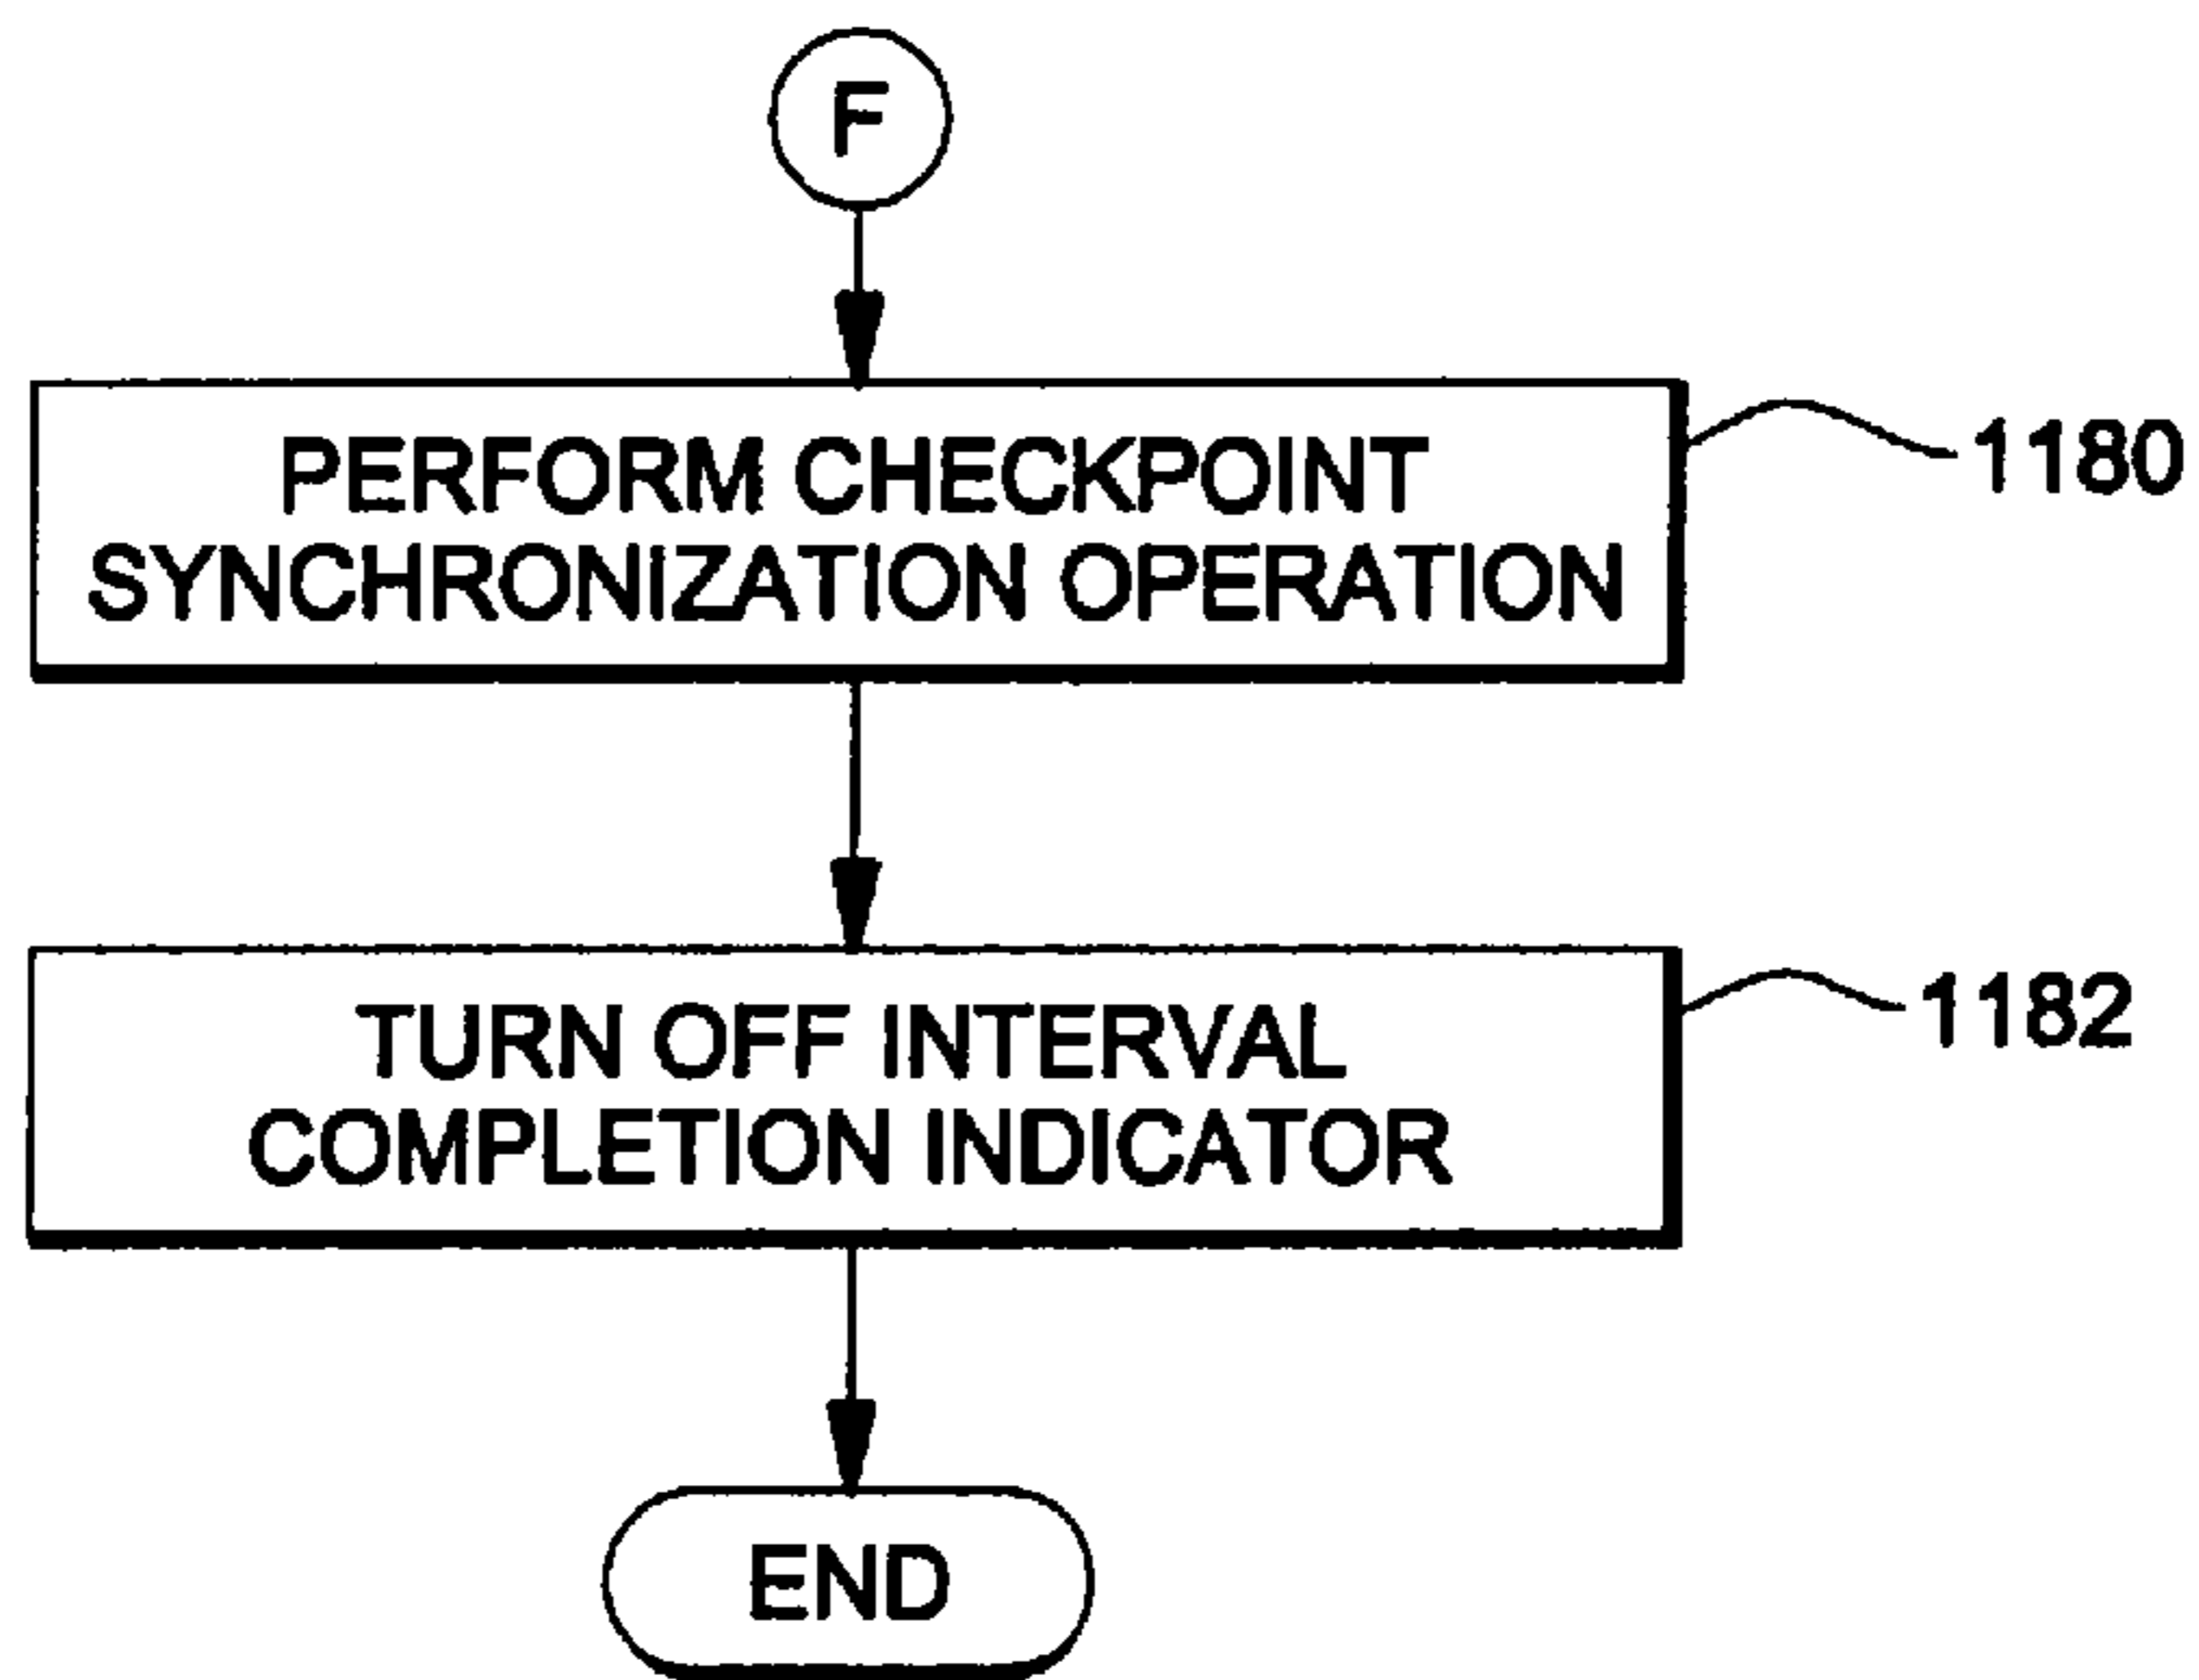 F
PERFORM CHECKPOINT
SYNCHRONIZATION OPERATION
1180
TURN OFF INTERVAL
COMPLETION INDICATOR
1182
END